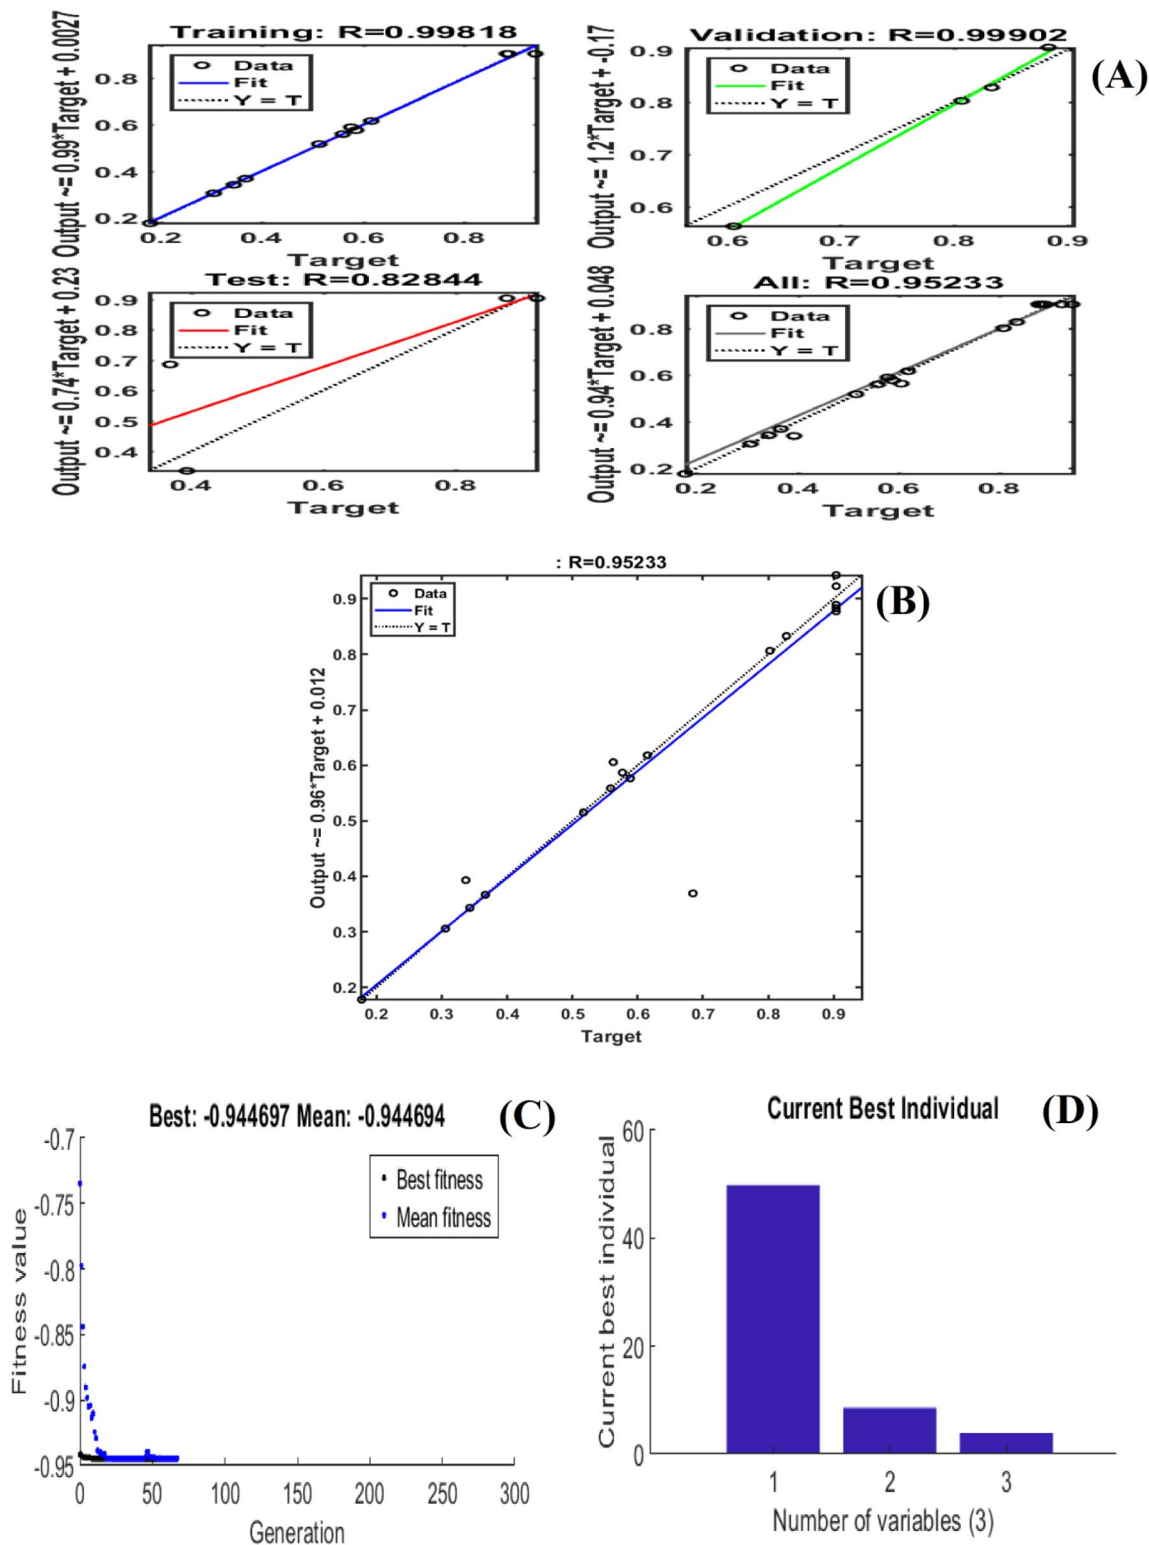 Training: R=0.99818
Output ~= 0.99*Target + 0.0027
Data
Fit
Y = T
0.8
0.6
0.4
0.2
0.2 0.4 0.6 0.8
Target
Validation: R=0.99902
(A)
Output ~= 1.2*Target + -0.17
Data
Fit
Y = T
0.9
0.8
0.7
0.6
0.6 0.7 0.8 0.9
Target
Test: R=0.82844
Output ~= 0.74*Target + 0.23
Data
Fit
Y = T
0.9
0.8
0.7
0.6
0.5
0.4
0.4 0.6 0.8
Target
All: R=0.95233
Output ~= 0.94*Target + 0.048
Data
Fit
Y = T
0.8
0.6
0.4
0.2
0.2 0.4 0.6 0.8
Target
: R=0.95233
(B)
Output ~= 0.96*Target + 0.012
Data
Fit
Y = T
0.9
0.8
0.7
0.6
0.5
0.4
0.3
0.2
0.2 0.3 0.4 0.5 0.6 0.7 0.8 0.9
Target
Best: -0.944697 Mean: -0.944694
(C)
Fitness value
Best fitness
Mean fitness
-0.7
-0.75
-0.8
-0.85
-0.9
-0.95
0 50 100 150 200 250 300
Generation
Current Best Individual
(D)
Current best individual
60
40
20
0
1 2 3
Number of variables (3)